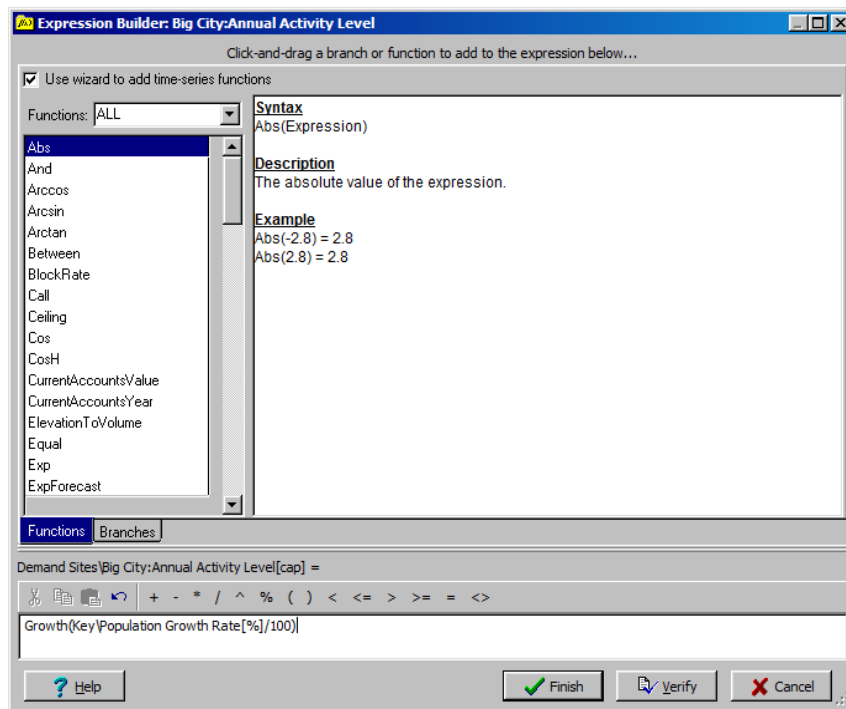 Expression Builder: Big City:Annual Activity Level
Click-and-drag a branch or function to add to the expression below...
Use wizard to add time-series functions
Functions: ALL
Abs
And
Arccos
Arcsin
Arctan
Between
BlockRate
Call
Ceiling
Cos
CosH
CurrentAccountsValue
CurrentAccountsYear
ElevationToVolume
Equal
Exp
ExpForecast
Syntax
Abs(Expression)
Description
The absolute value of the expression.
Example
Abs(-2.8) = 2.8
Abs(2.8) = 2.8
Functions Branches
Demand Sites\Big City:Annual Activity Level[cap] =
+ - * / ^ % ( ) < <= > >= = <>
Growth(Key\Population Growth Rate[%]/100)
? Help Finish Verify Cancel